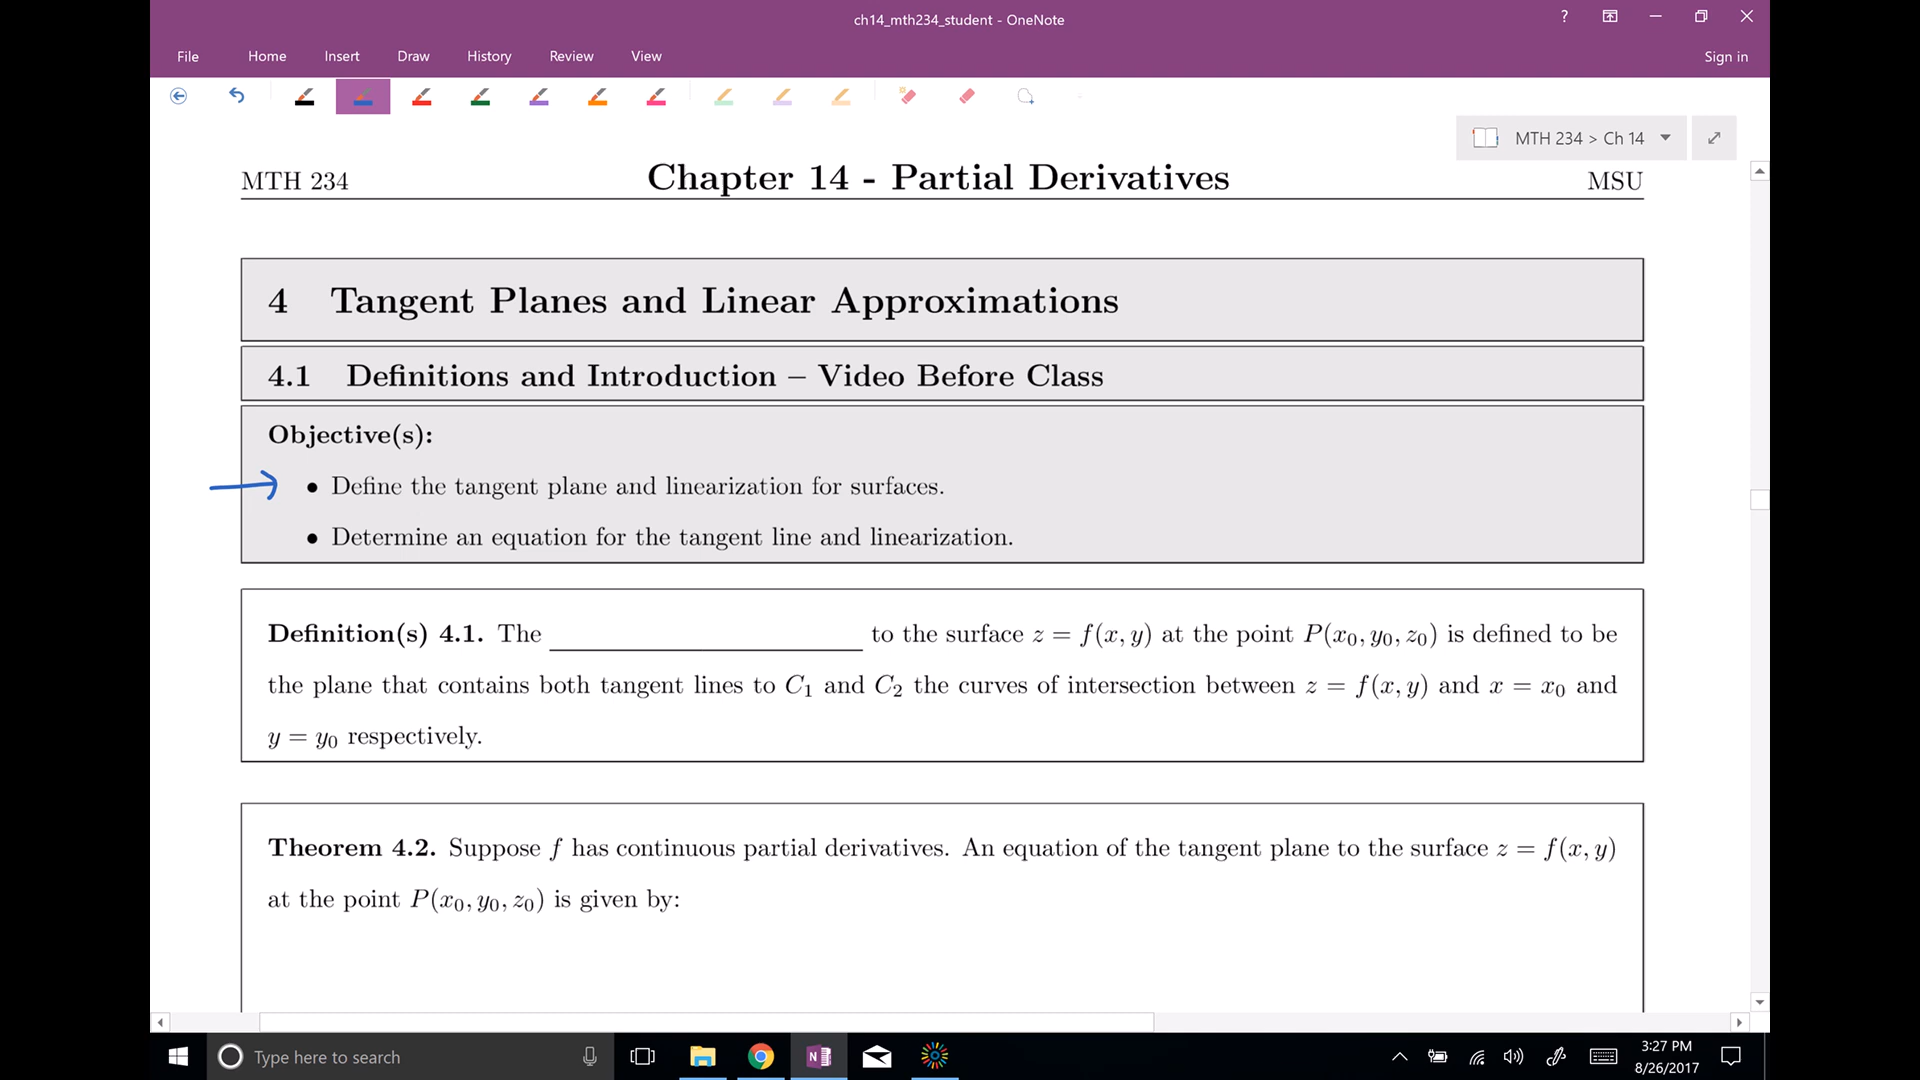 ch14_mth234_student - OneNote
?
File Home Insert Draw History Review View Sign in
MTH 234 > Ch 14
MTH 234 Chapter 14 - Partial Derivatives MSU
4 Tangent Planes and Linear Approximations
4.1 Definitions and Introduction – Video Before Class
Objective(s):
• Define the tangent plane and linearization for surfaces.
• Determine an equation for the tangent line and linearization.
Definition(s) 4.1. The ____________________ to the surface z = f(x, y) at the point P(x₀, y₀, z₀) is defined to be
the plane that contains both tangent lines to C₁ and C₂ the curves of intersection between z = f(x, y) and x = x₀ and
y = y₀ respectively.
Theorem 4.2. Suppose f has continuous partial derivatives. An equation of the tangent plane to the surface z = f(x, y)
at the point P(x₀, y₀, z₀) is given by:
Type here to search
3:27 PM
8/26/2017